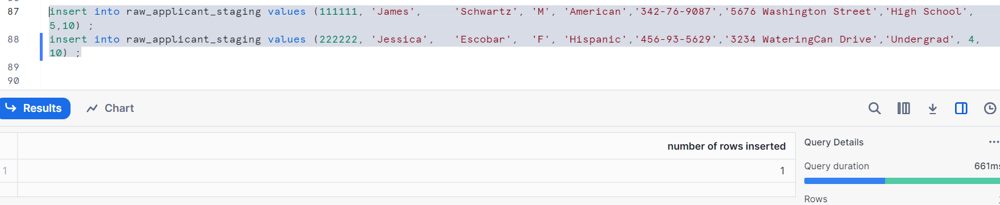 87 insert into raw_applicant_staging values (111111, 'James', 'Schwartz', 'M', 'American','342-76-9087','5676 Washington Street','High School',
5,10) ;
88 insert into raw_applicant_staging values (222222, 'Jessica', 'Escobar', 'F', 'Hispanic','456-93-5629','3234 WateringCan Drive','Undergrad', 4,
10) ;
89
90
Results Chart
number of rows inserted
1 1
Query Details ...
Query duration 661ms
Rows